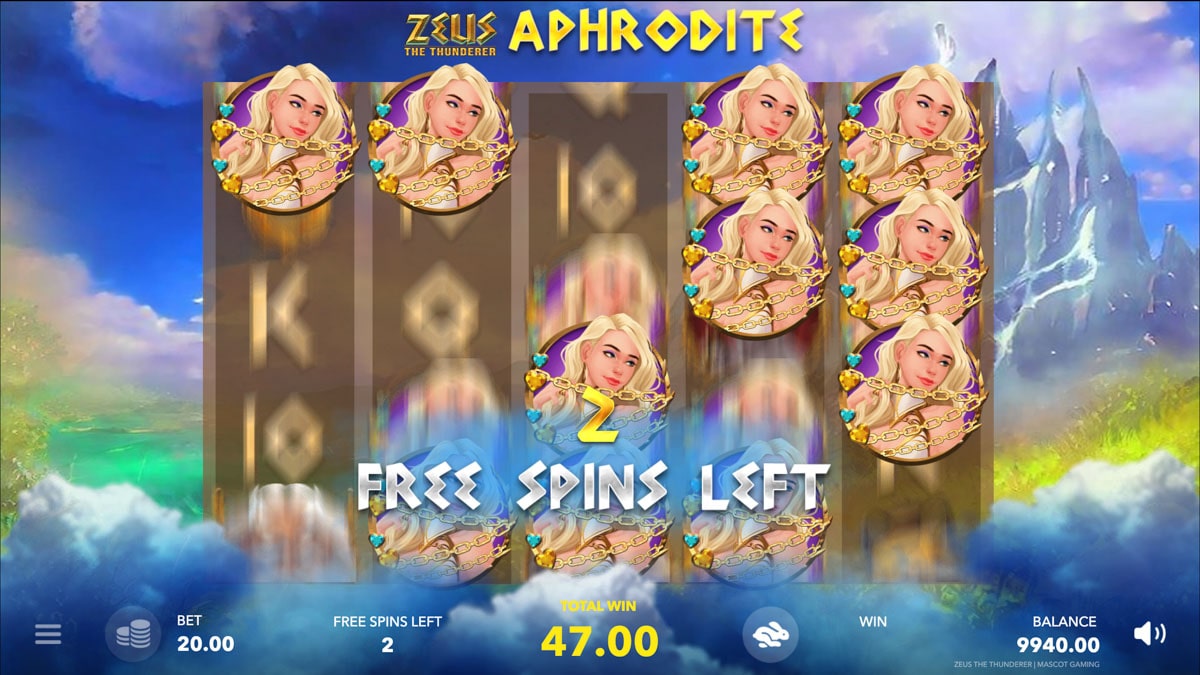 ZEUS
THE THUNDERER
APHRODITE
K
2
FREE SPINS LEFT
BET
20.00
FREE SPINS LEFT
2
TOTAL WIN
47.00
WIN
BALANCE
9940.00
ZEUS THE THUNDERER | MASCOT GAMING